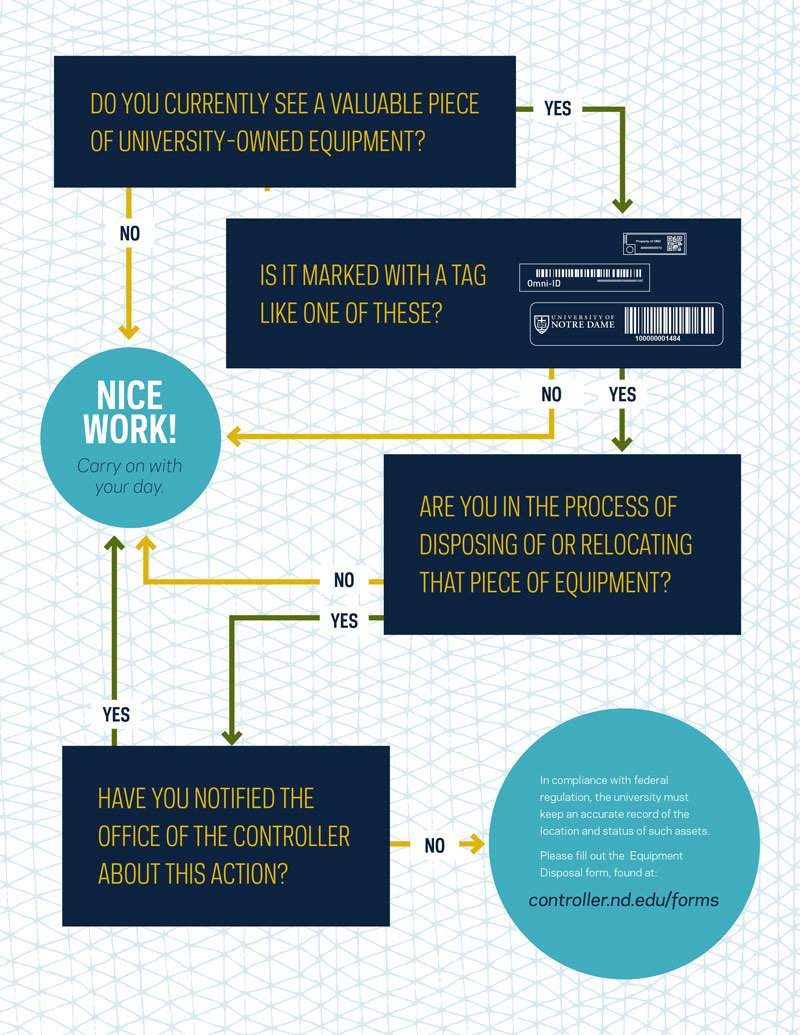 DO YOU CURRENTLY SEE A VALUABLE PIECE
OF UNIVERSITY-OWNED EQUIPMENT?
YES
NO
IS IT MARKED WITH A TAG
LIKE ONE OF THESE?
Property of UND
Omni-ID
UNIVERSITY OF
NOTRE DAME
100000001484
NO
YES
NICE
WORK!
Carry on with
your day.
ARE YOU IN THE PROCESS OF
DISPOSING OF OR RELOCATING
THAT PIECE OF EQUIPMENT?
NO
YES
YES
HAVE YOU NOTIFIED THE
OFFICE OF THE CONTROLLER
ABOUT THIS ACTION?
NO
In compliance with federal
regulation, the university must
keep an accurate record of the
location and status of such assets.
Please fill out the Equipment
Disposal form, found at:
controller.nd.edu/forms